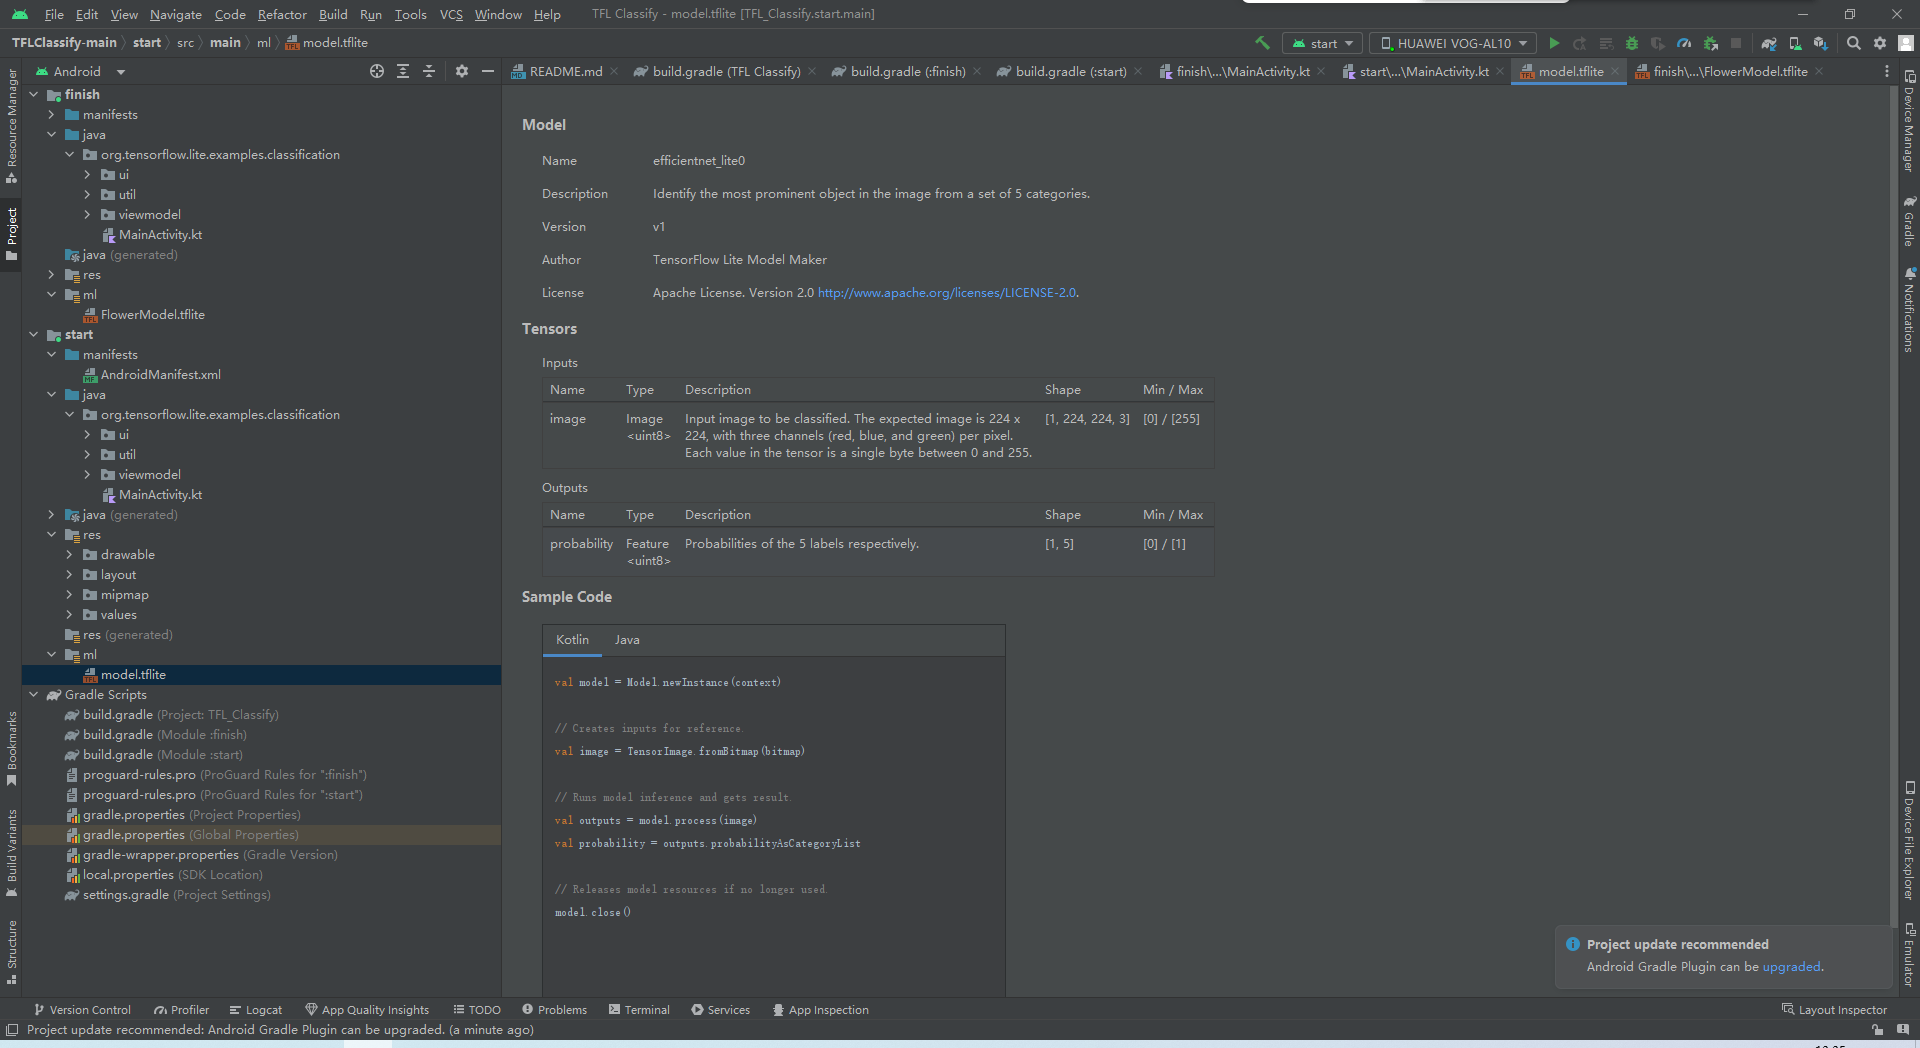 File Edit View Navigate Code Refactor Build Run Tools VCS Window Help TFL Classify - model.tflite [TFL_Classify.start.main]
TFLClassify-main start src main ml model.tflite start HUAWEI VOG-AL10
Android README.md build.gradle (TFL Classify) build.gradle (:finish) build.gradle (:start) finish\...\MainActivity.kt start\...\MainActivity.kt model.tflite finish\...\FlowerModel.tflite
Resource Manager
Project
Bookmarks
Build Variants
Structure
finish
manifests
java
org.tensorflow.lite.examples.classification
ui
util
viewmodel
MainActivity.kt
java (generated)
res
ml
FlowerModel.tflite
start
manifests
AndroidManifest.xml
java
org.tensorflow.lite.examples.classification
ui
util
viewmodel
MainActivity.kt
java (generated)
res
drawable
layout
mipmap
values
res (generated)
ml
model.tflite
Gradle Scripts
build.gradle (Project: TFL_Classify)
build.gradle (Module :finish)
build.gradle (Module :start)
proguard-rules.pro (ProGuard Rules for ":finish")
proguard-rules.pro (ProGuard Rules for ":start")
gradle.properties (Project Properties)
gradle.properties (Global Properties)
gradle-wrapper.properties (Gradle Version)
local.properties (SDK Location)
settings.gradle (Project Settings)
Model
Name efficientnet_lite0
Description Identify the most prominent object in the image from a set of 5 categories.
Version v1
Author TensorFlow Lite Model Maker
License Apache License. Version 2.0 http://www.apache.org/licenses/LICENSE-2.0.
Tensors
Inputs
Name Type Description Shape Min / Max
image Image Input image to be classified. The expected image is 224 x [1, 224, 224, 3] [0] / [255]
<uint8> 224, with three channels (red, blue, and green) per pixel.
Each value in the tensor is a single byte between 0 and 255.
Outputs
Name Type Description Shape Min / Max
probability Feature Probabilities of the 5 labels respectively. [1, 5] [0] / [1]
<uint8>
Sample Code
Kotlin Java
val model = Model.newInstance(context)
// Creates inputs for reference.
val image = TensorImage.fromBitmap(bitmap)
// Runs model inference and gets result.
val outputs = model.process(image)
val probability = outputs.probabilityAsCategoryList
// Releases model resources if no longer used.
model.close()
Device Manager
Gradle
Notifications
Device File Explorer
Emulator
Project update recommended
Android Gradle Plugin can be upgraded.
Version Control Profiler Logcat App Quality Insights TODO Problems Terminal Services App Inspection Layout Inspector
Project update recommended: Android Gradle Plugin can be upgraded. (a minute ago)